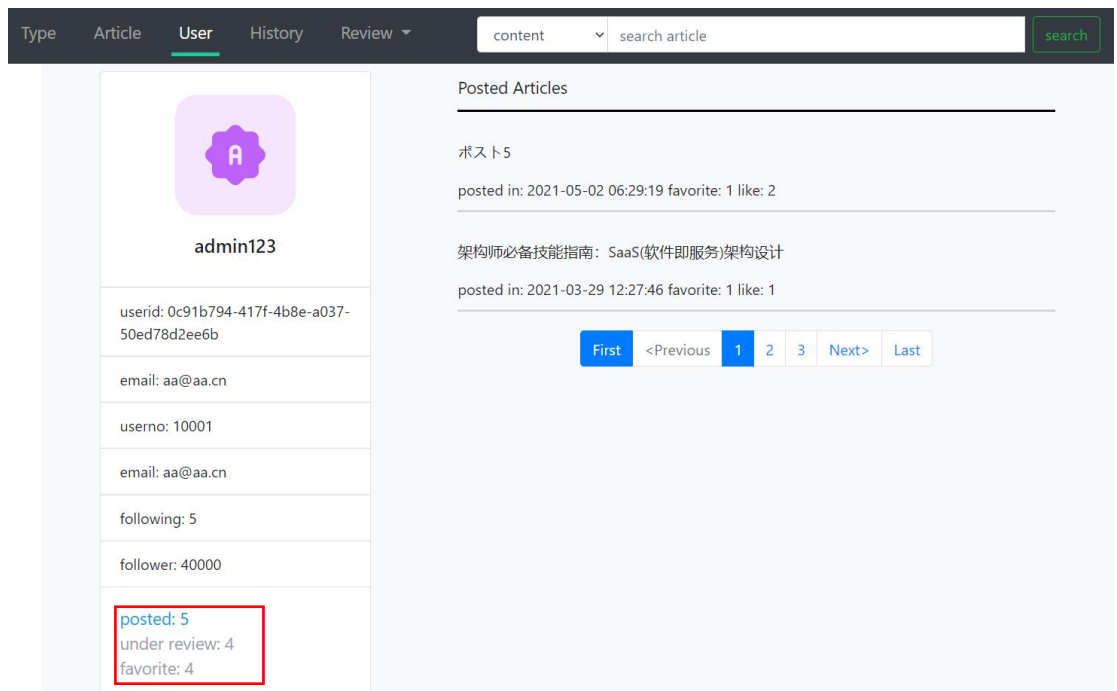 Type Article User History Review content search article search
A
admin123
userid: 0c91b794-417f-4b8e-a037-
50ed78d2ee6b
email: aa@aa.cn
userno: 10001
email: aa@aa.cn
following: 5
follower: 40000
posted: 5
under review: 4
favorite: 4
Posted Articles
ポスト5
posted in: 2021-05-02 06:29:19 favorite: 1 like: 2
架构师必备技能指南：SaaS(软件即服务)架构设计
posted in: 2021-03-29 12:27:46 favorite: 1 like: 1
First <Previous 1 2 3 Next> Last